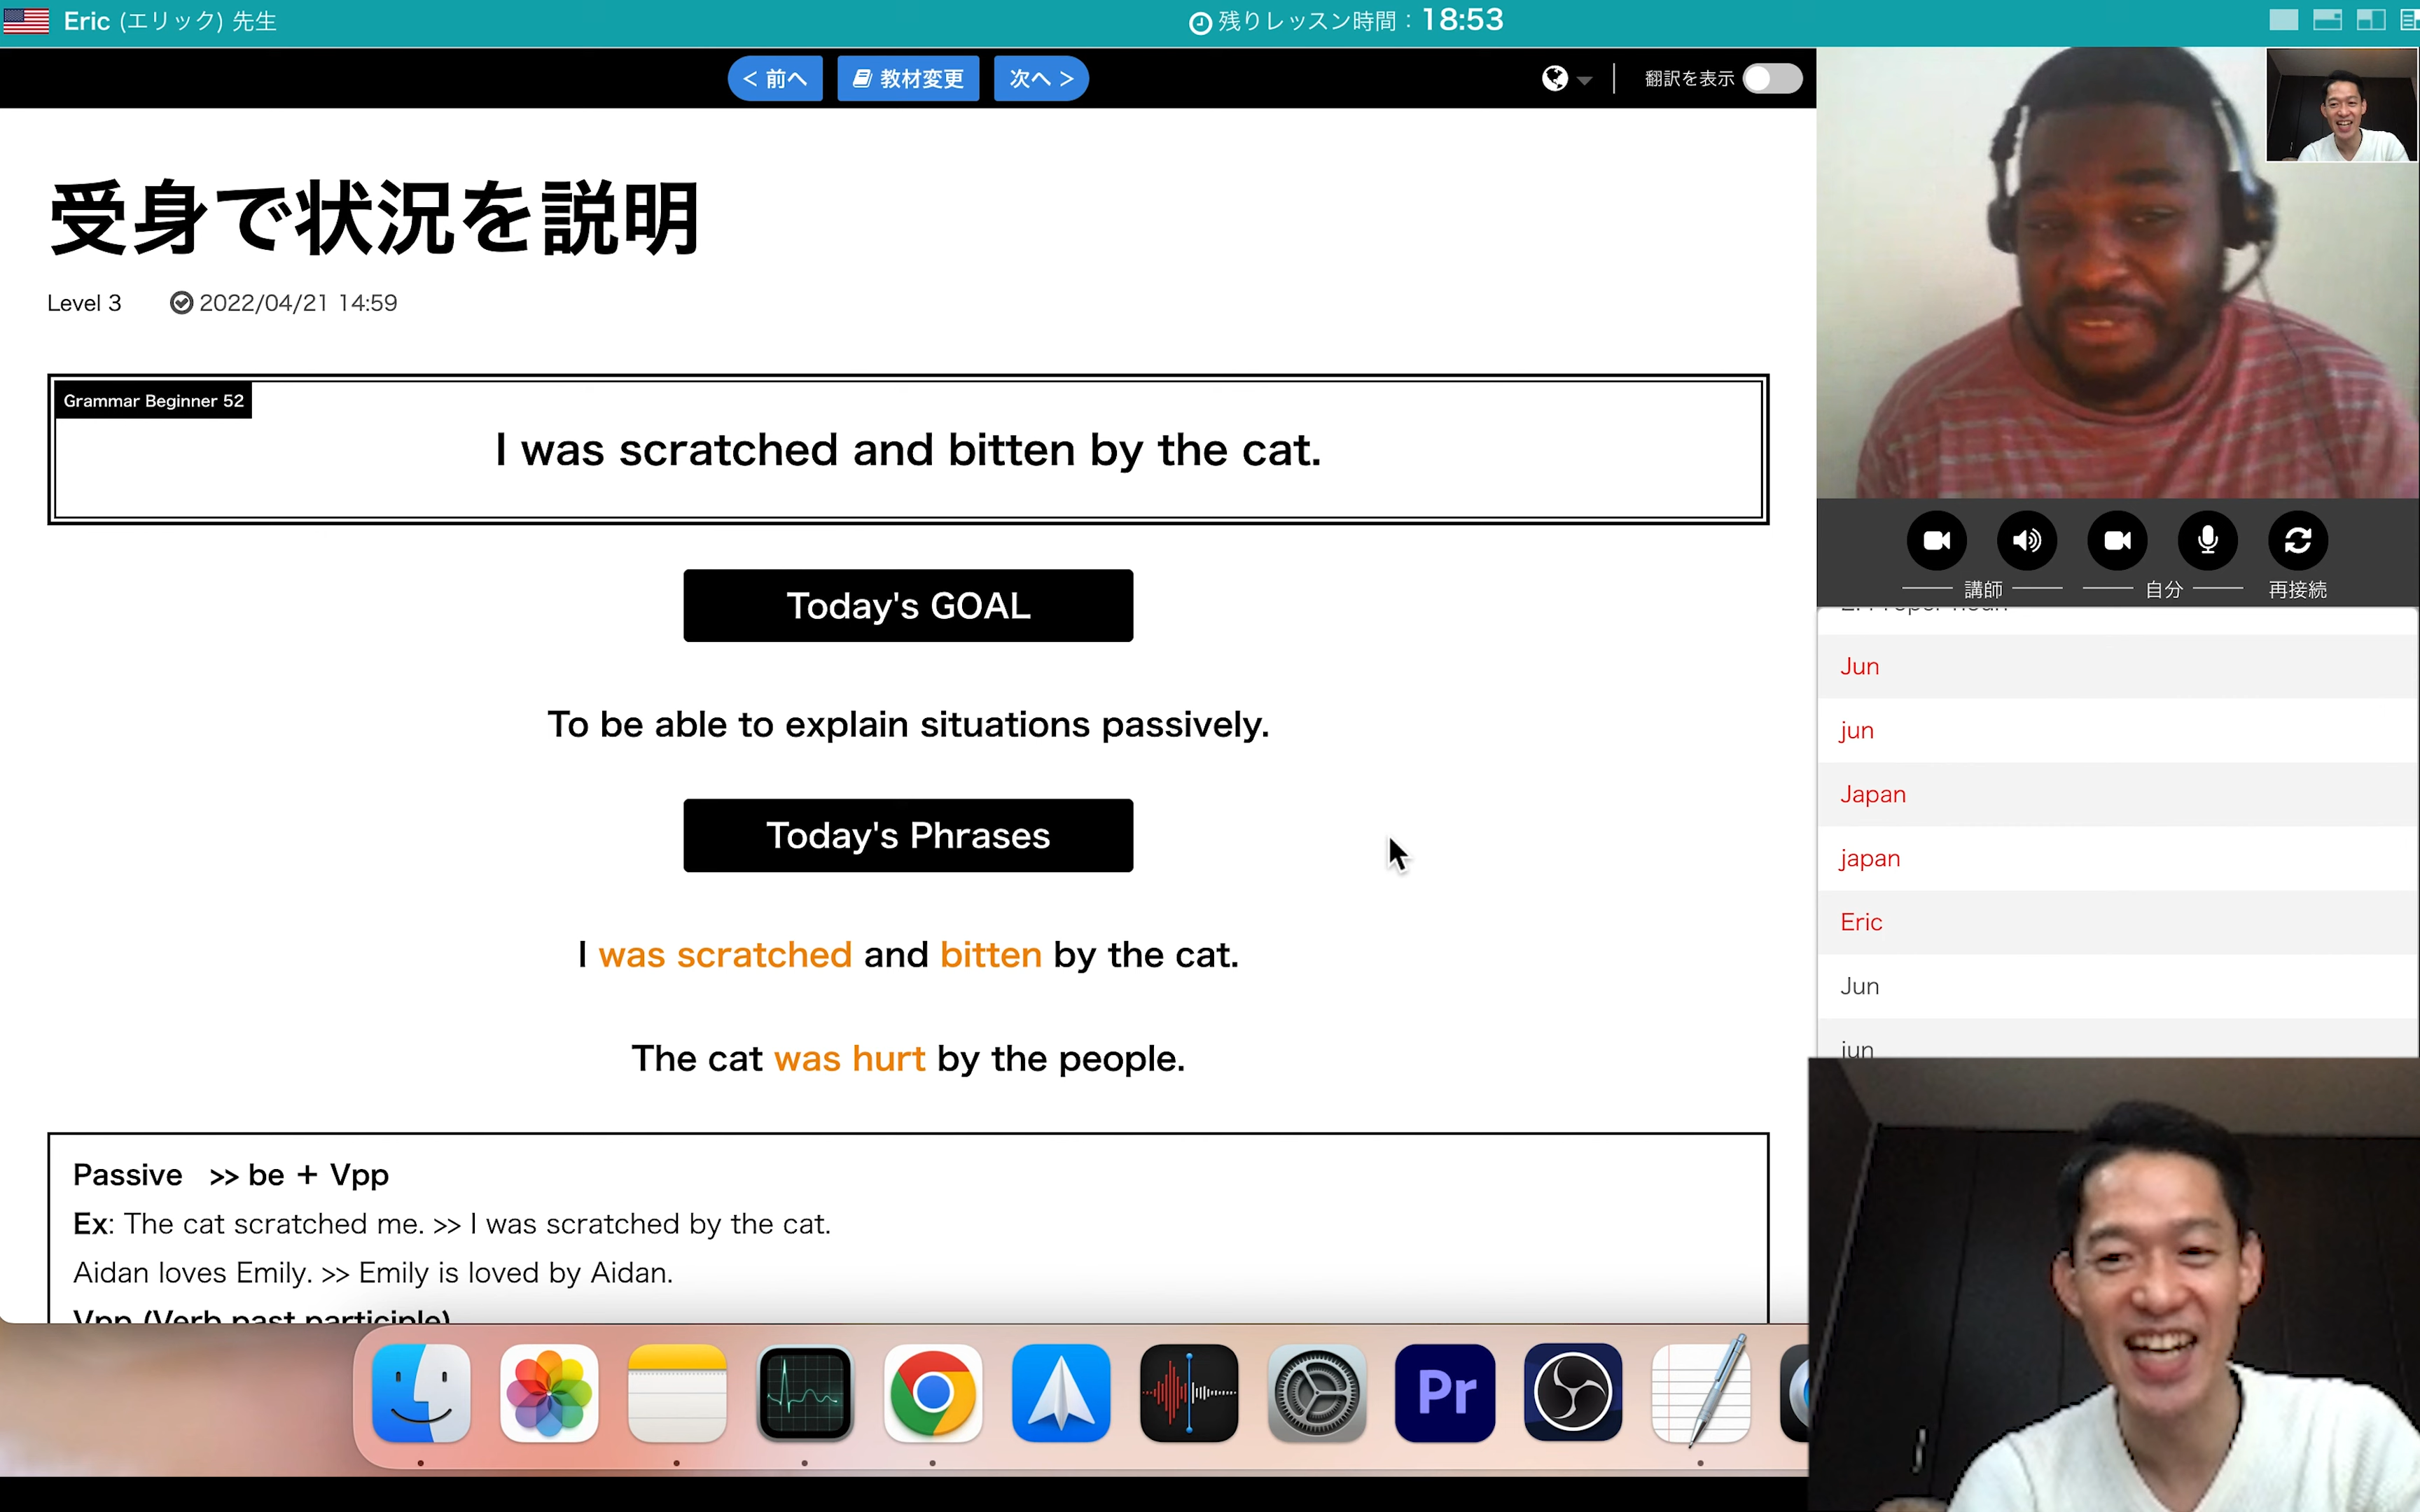 Eric (エリック) 先生
残りレッスン時間 : 18:53
< 前へ
教材変更
次へ >
翻訳を表示
受身で状況を説明
Level 3
2022/04/21 14:59
Grammar Beginner 52
I was scratched and bitten by the cat.
Today's GOAL
To be able to explain situations passively.
Today's Phrases
I was scratched and bitten by the cat.
The cat was hurt by the people.
Passive >> be + Vpp
Ex: The cat scratched me. >> I was scratched by the cat.
Aidan loves Emily. >> Emily is loved by Aidan.
Vpp (Verb past participle)
講師
自分
再接続
Jun
jun
Japan
japan
Eric
Jun
jun
Pr